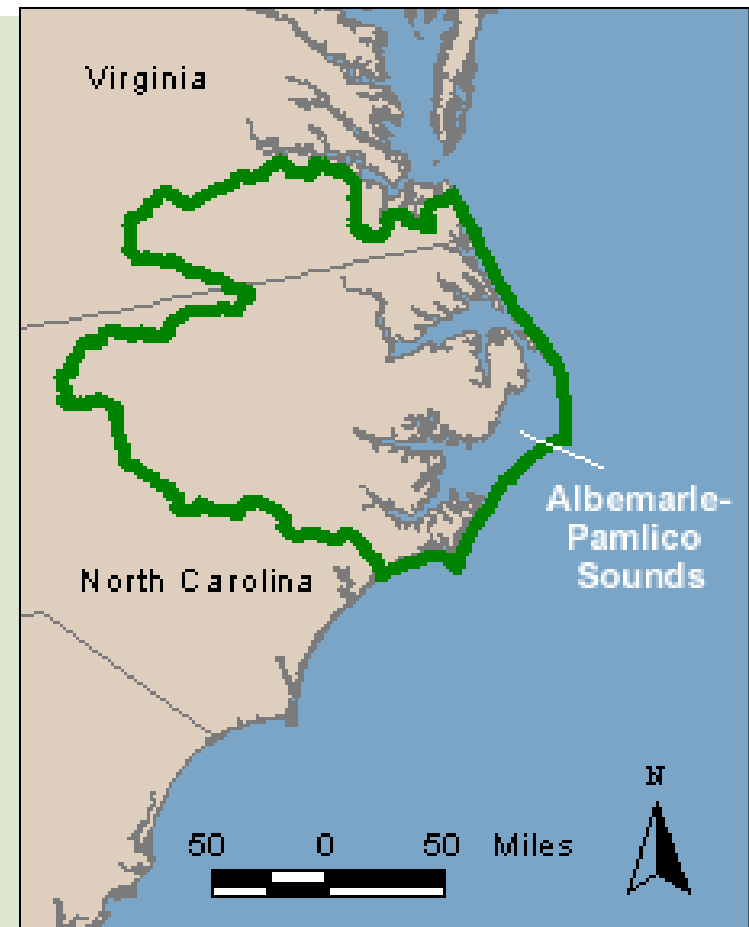 Virginia
Albemarle-
Pamlico
Sounds
North Carolina
N
50 0 50 Miles